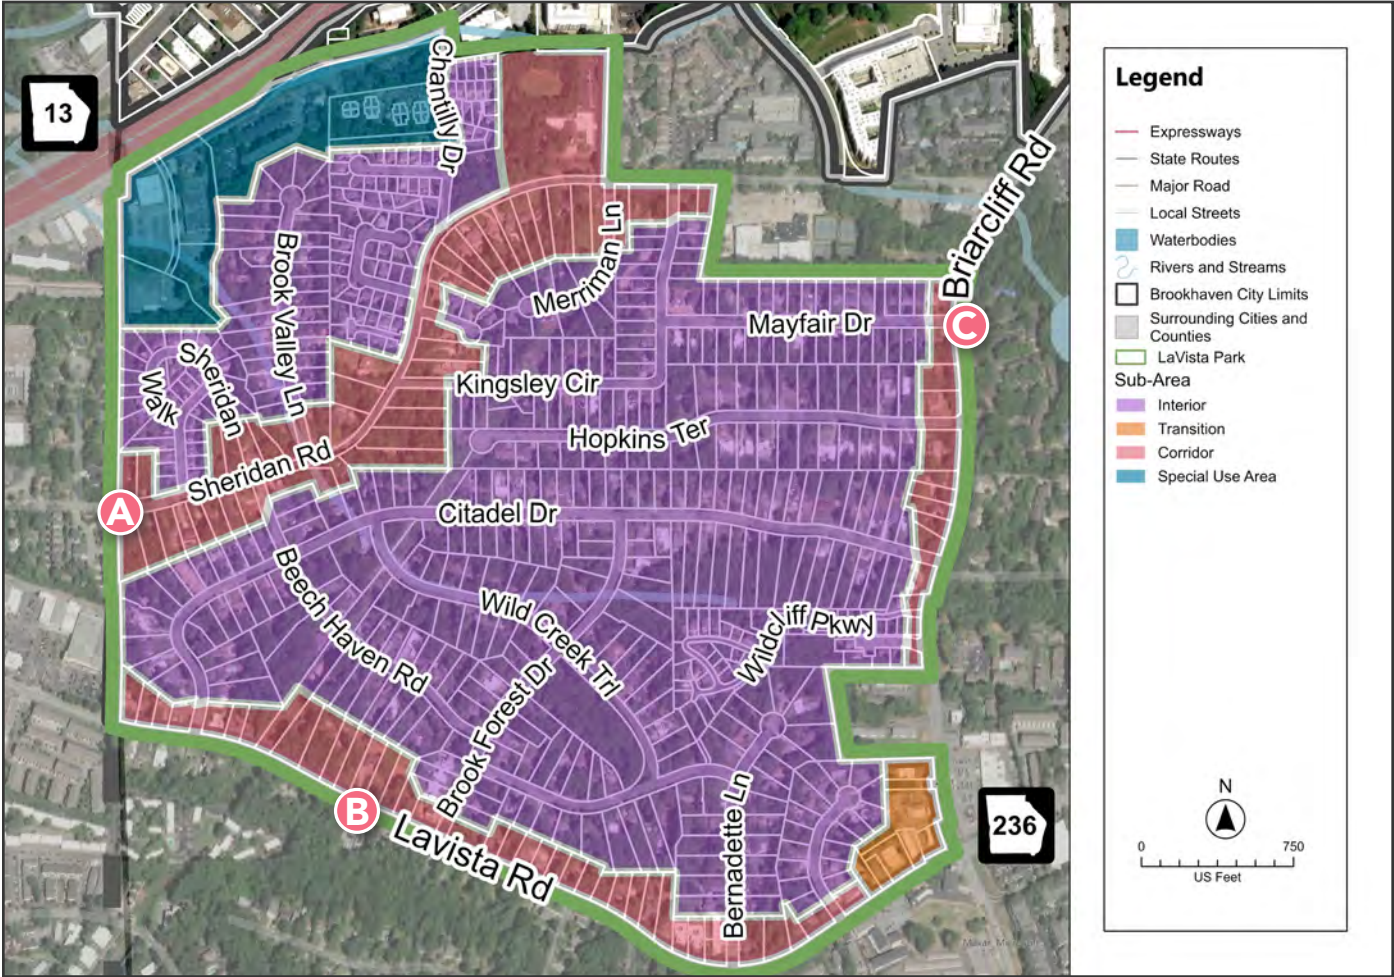 13
Chantilly Dr
Briarcliff Rd
Brook Valley Ln
Merriman Ln
Mayfair Dr
C
Sheridan
Walk
Kingsley Cir
Hopkins Ter
Sheridan Rd
A
Citadel Dr
Beech Haven Rd
Wild Creek Trl
Wildcliff Pkwy
Brook Forest Dr
B
Lavista Rd
Bernadette Ln
236
Legend
Expressways
State Routes
Major Road
Local Streets
Waterbodies
Rivers and Streams
Brookhaven City Limits
Surrounding Cities and
Counties
LaVista Park
Sub-Area
Interior
Transition
Corridor
Special Use Area
N
0 750
US Feet